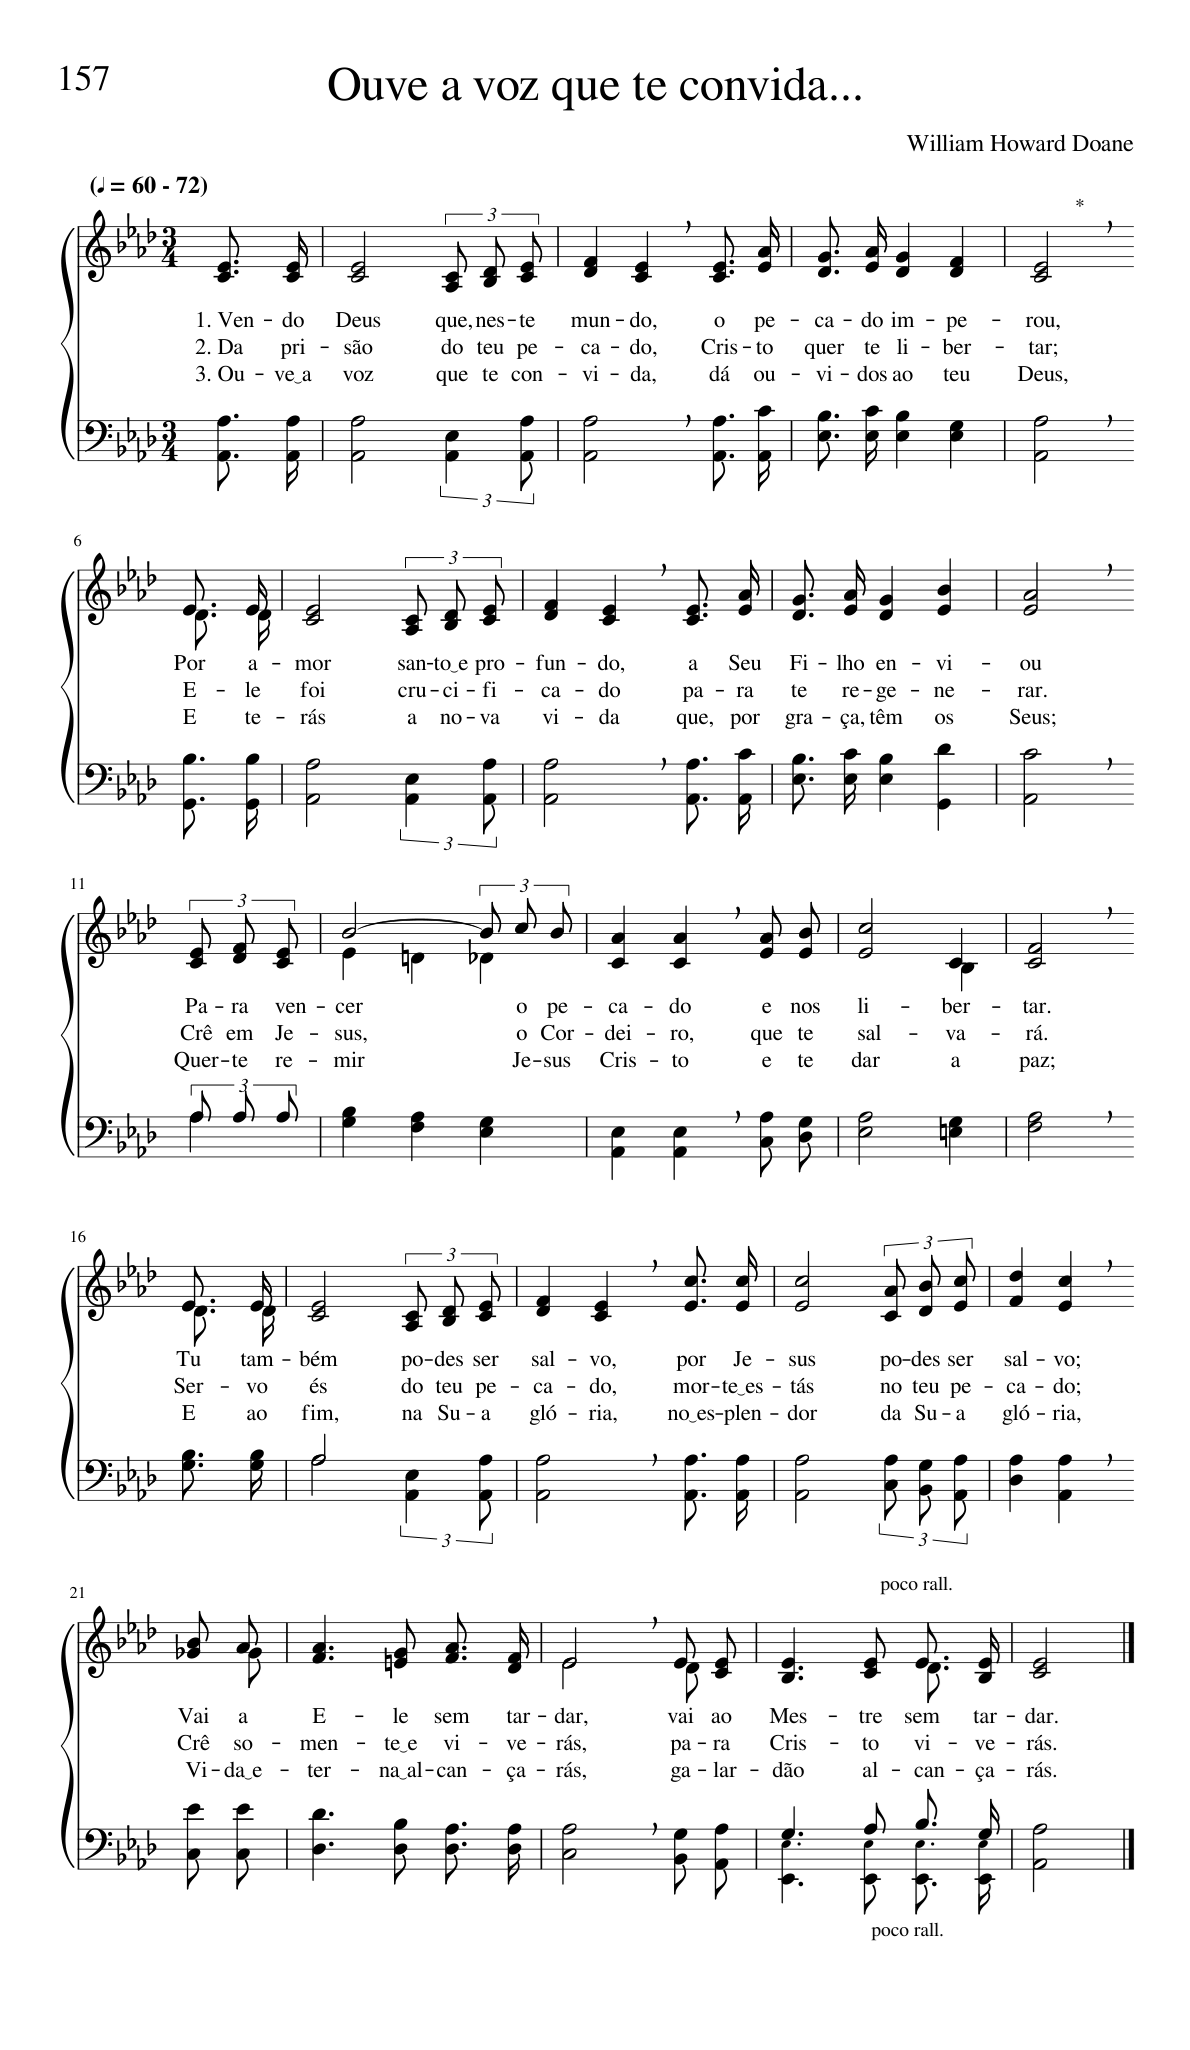 157
Ouve a voz que te convida...
William Howard Doane
(♩ = 60 - 72)
3
*
1. Ven - do Deus que, nes - te mun - do, o pe - ca - do im - pe - rou,
2. Da pri - são do teu pe - ca - do, Cris - to quer te li - ber - tar;
3. Ou - ve‿a voz que te con - vi - da, dá ou - vi - dos ao teu Deus,
3
6
3
Por a - mor san - to‿e pro - fun - do, a Seu Fi - lho en - vi - ou
E - le foi cru - ci - fi - ca - do pa - ra te re - ge - ne - rar.
E te - rás a no - va vi - da que, por gra - ça, têm os Seus;
3
11
3 3
Pa - ra ven - cer o pe - ca - do e nos li - ber - tar.
Crê em Je - sus, o Cor - dei - ro, que te sal - va - rá.
Quer - te re - mir Je - sus Cris - to e te dar a paz;
3
16
3 3
Tu tam - bém po - des ser sal - vo, por Je - sus po - des ser sal - vo;
Ser - vo és do teu pe - ca - do, mor - te‿es - tás no teu pe - ca - do;
E ao fim, na Su - a gló - ria, no‿es - plen - dor da Su - a gló - ria,
3 3
poco rall.
21
Vai a E - le sem tar - dar, vai ao Mes - tre sem tar - dar.
Crê so - men - te‿e vi - ve - rás, pa - ra Cris - to vi - ve - rás.
Vi - da‿e - ter - na‿al - can - ça - rás, ga - lar - dão al - can - ça - rás.
poco rall.